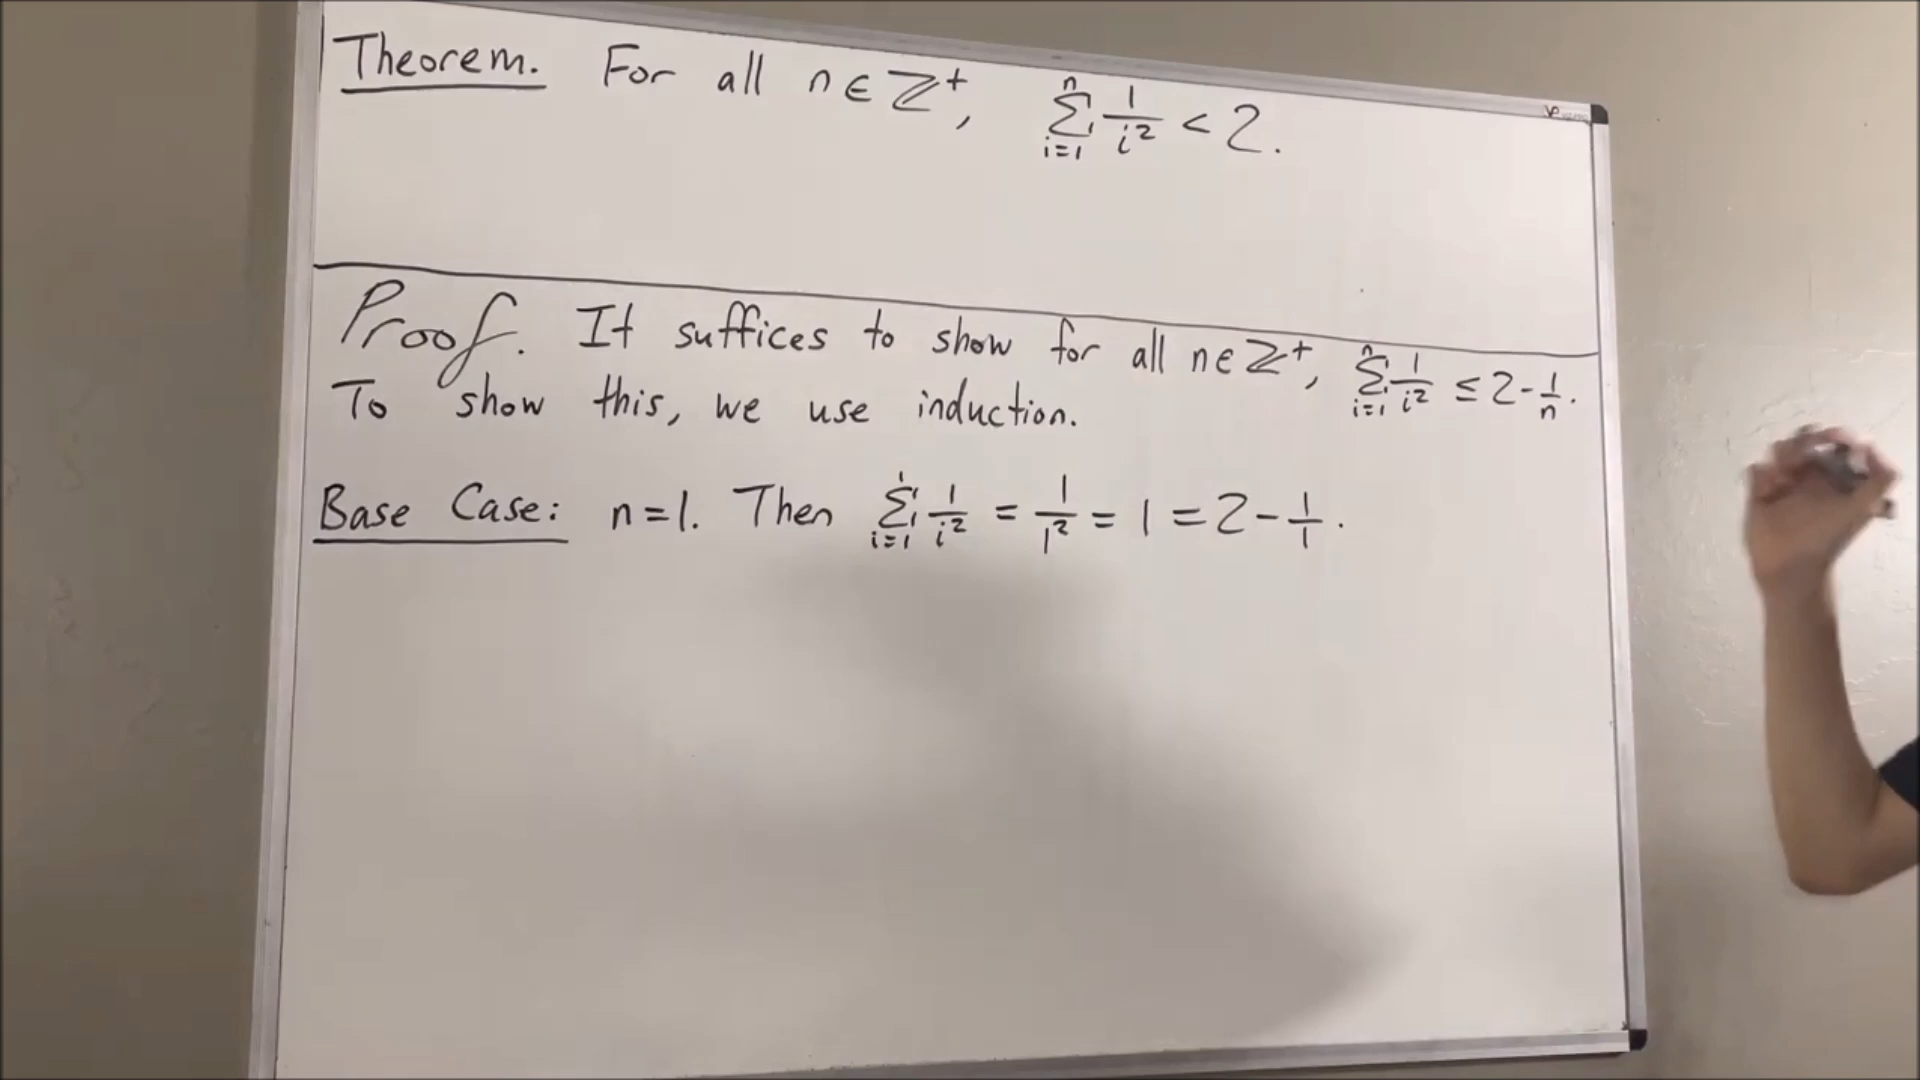 Theorem. For all n ∈ ℤ⁺, ∑_{i=1}^{n} 1/i² < 2.
Proof. It suffices to show for all n ∈ ℤ⁺, ∑_{i=1}^{n} 1/i² ≤ 2 - 1/n.
To show this, we use induction.
Base Case: n=1. Then ∑_{i=1}^{1} 1/i² = 1/1² = 1 = 2 - 1/1.